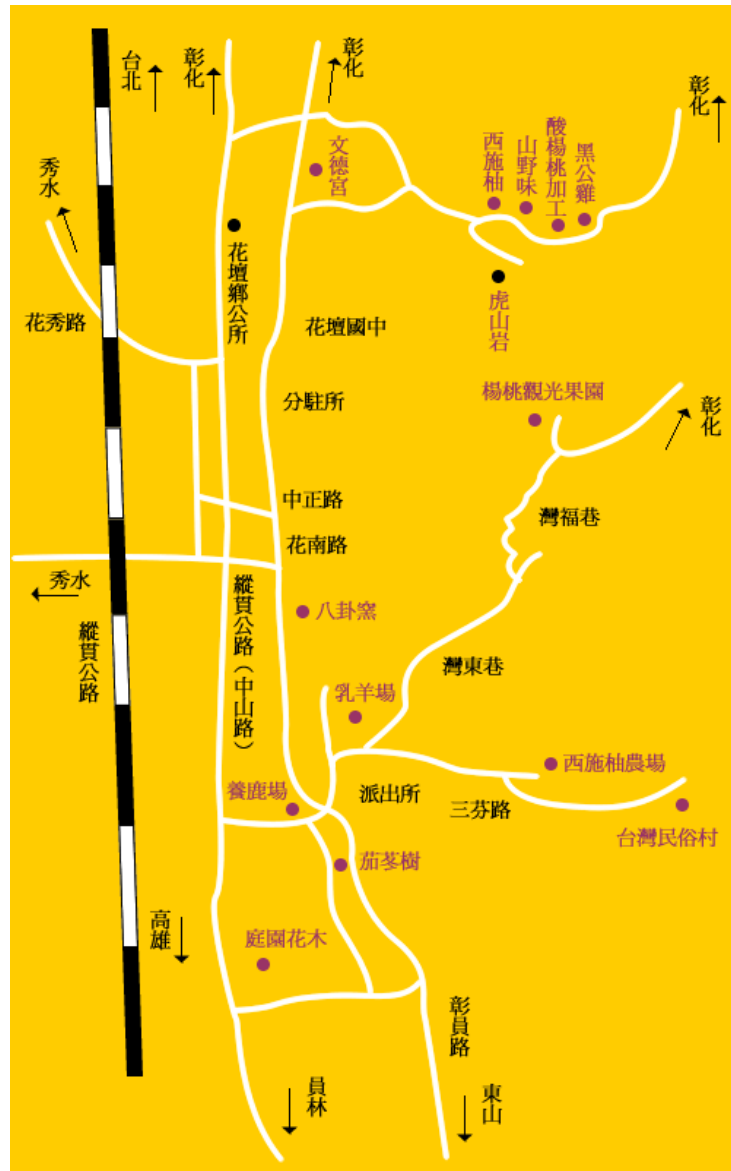 台北
彰化
彰化
彰化
秀水
文德宮
西施柚
山野味
酸楊桃加工
黑公雞
花壇鄉公所
虎山岩
花秀路
花壇國中
分駐所
楊桃觀光果園
彰化
中正路
灣福巷
花南路
秀水
縱貫公路
縱貫公路（中山路）
八卦窯
灣東巷
乳羊場
養鹿場
派出所
西施柚農場
三芬路
台灣民俗村
茄苳樹
高雄
庭園花木
彰員路
員林
東山